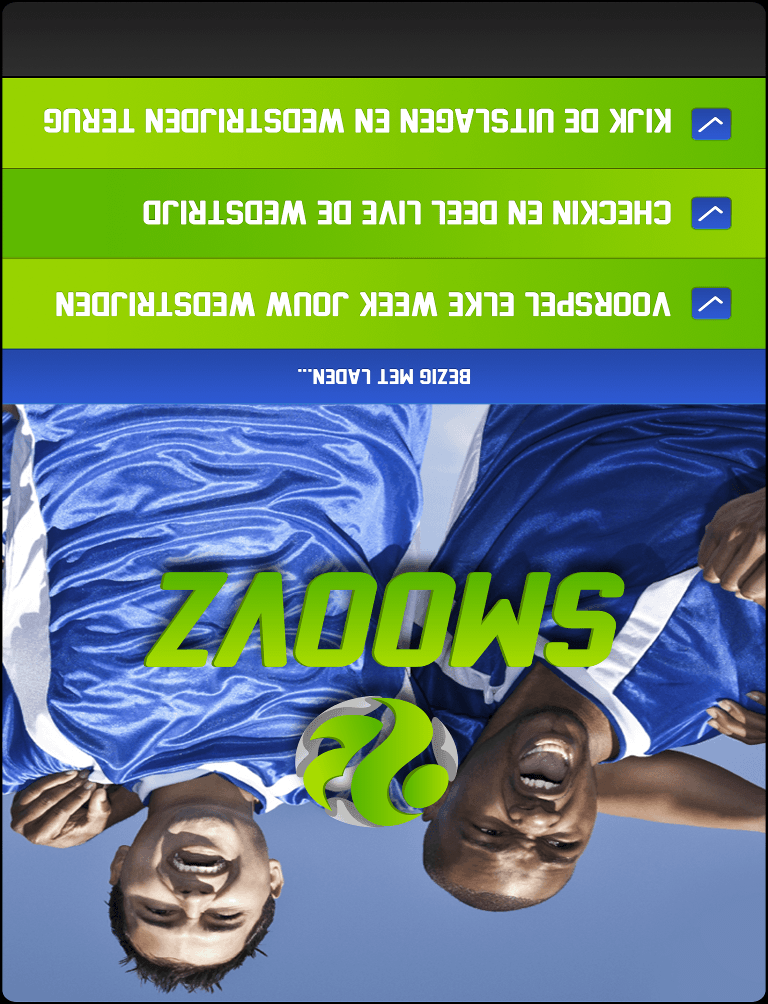 SMOOVZ
BEZIG MET LADEN...
VOORSPEL ELKE WEEK JOUW WEDSTRIJDEN
CHECKIN EN DEEL LIVE DE WEDSTRIJD
KIJK DE UITSLAGEN EN WEDSTRIJDEN TERUG